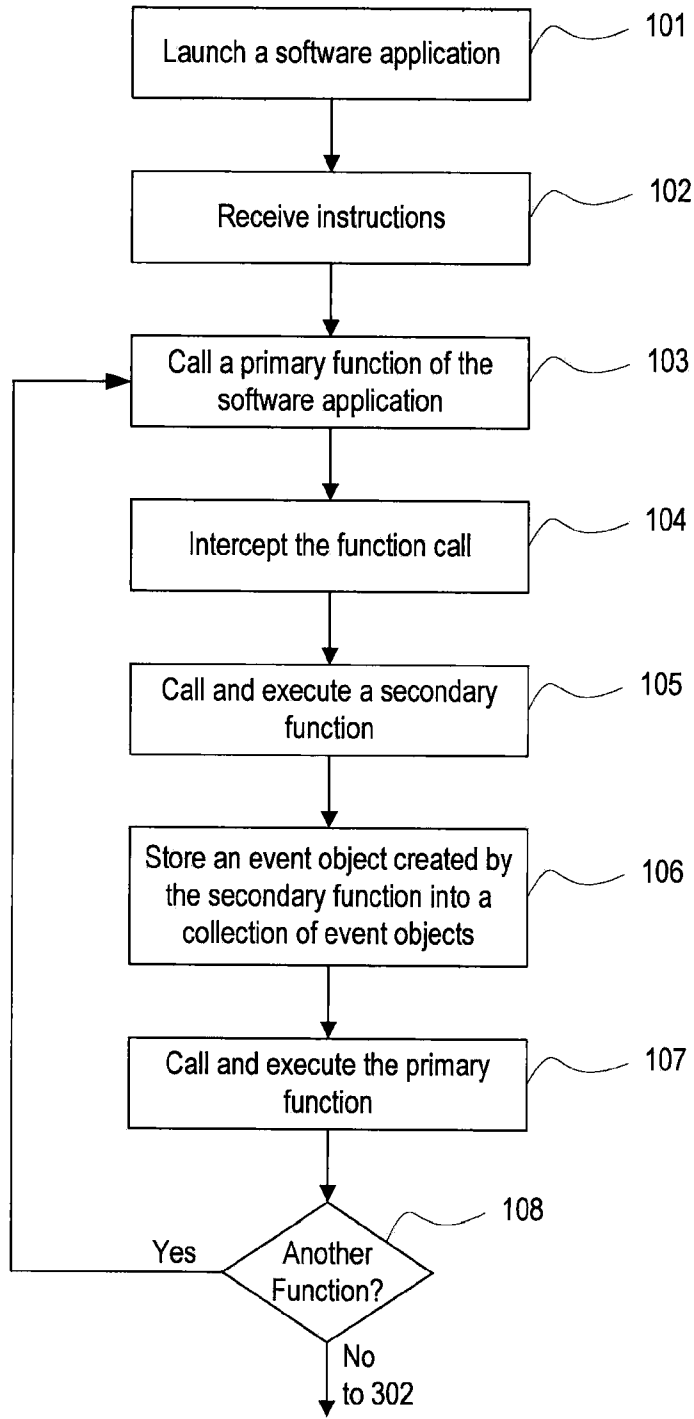 101
Launch a software application
102
Receive instructions
103
Call a primary function of the
software application
104
Intercept the function call
105
Call and execute a secondary
function
106
Store an event object created by
the secondary function into a
collection of event objects
107
Call and execute the primary
function
108
Yes
Another
Function?
No
to 302